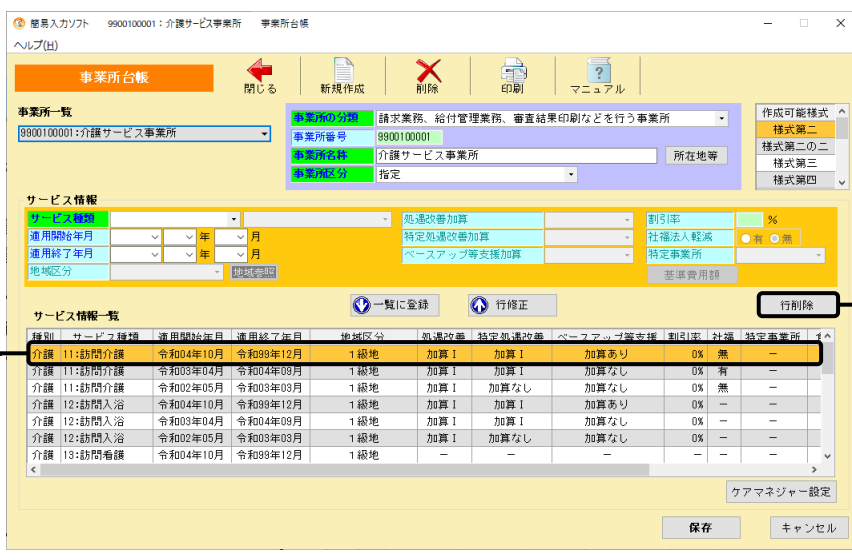 簡易入力ソフト 9900100001：介護サービス事業所 事業所台帳
ヘルプ(H)
事業所台帳
閉じる 新規作成 削除 印刷 マニュアル
事業所一覧
9900100001:介護サービス事業所
事業所の分類 請求業務、給付管理業務、審査結果印刷などを行う事業所
事業所番号 9900100001
事業所名称 介護サービス事業所 所在地等
事業所区分 指定
作成可能様式
様式第二
様式第二の二
様式第三
様式第四
サービス情報
サービス種類 処遇改善加算 割引率 %
適用開始年月 年 月 特定処遇改善加算 社福法人軽減 有 無
適用終了年月 年 月 ベースアップ等支援加算 特定事業所
地域区分 地域参照 基準費用額
サービス情報一覧 一覧に登録 行修正 行削除
種別 サービス種類 適用開始年月 適用終了年月 地域区分 処遇改善 特定処遇改善 ベースアップ等支援 割引率 社福 特定事業所
介護 11:訪問介護 令和04年10月 令和99年12月 1級地 加算Ⅰ 加算Ⅰ 加算あり 0% 無 －
介護 11:訪問介護 令和03年04月 令和04年09月 1級地 加算Ⅰ 加算Ⅰ 加算なし 0% 有 －
介護 11:訪問介護 令和02年05月 令和03年03月 1級地 加算Ⅰ 加算なし 加算なし 0% 無 －
介護 12:訪問入浴 令和04年10月 令和99年12月 1級地 加算Ⅰ 加算Ⅰ 加算あり 0% － －
介護 12:訪問入浴 令和03年04月 令和04年09月 1級地 加算Ⅰ 加算Ⅰ 加算なし 0% － －
介護 12:訪問入浴 令和02年05月 令和03年03月 1級地 加算Ⅰ 加算なし 加算なし 0% － －
介護 13:訪問看護 令和04年10月 令和99年12月 1級地 － － － － － －
ケアマネジャー設定
保存 キャンセル